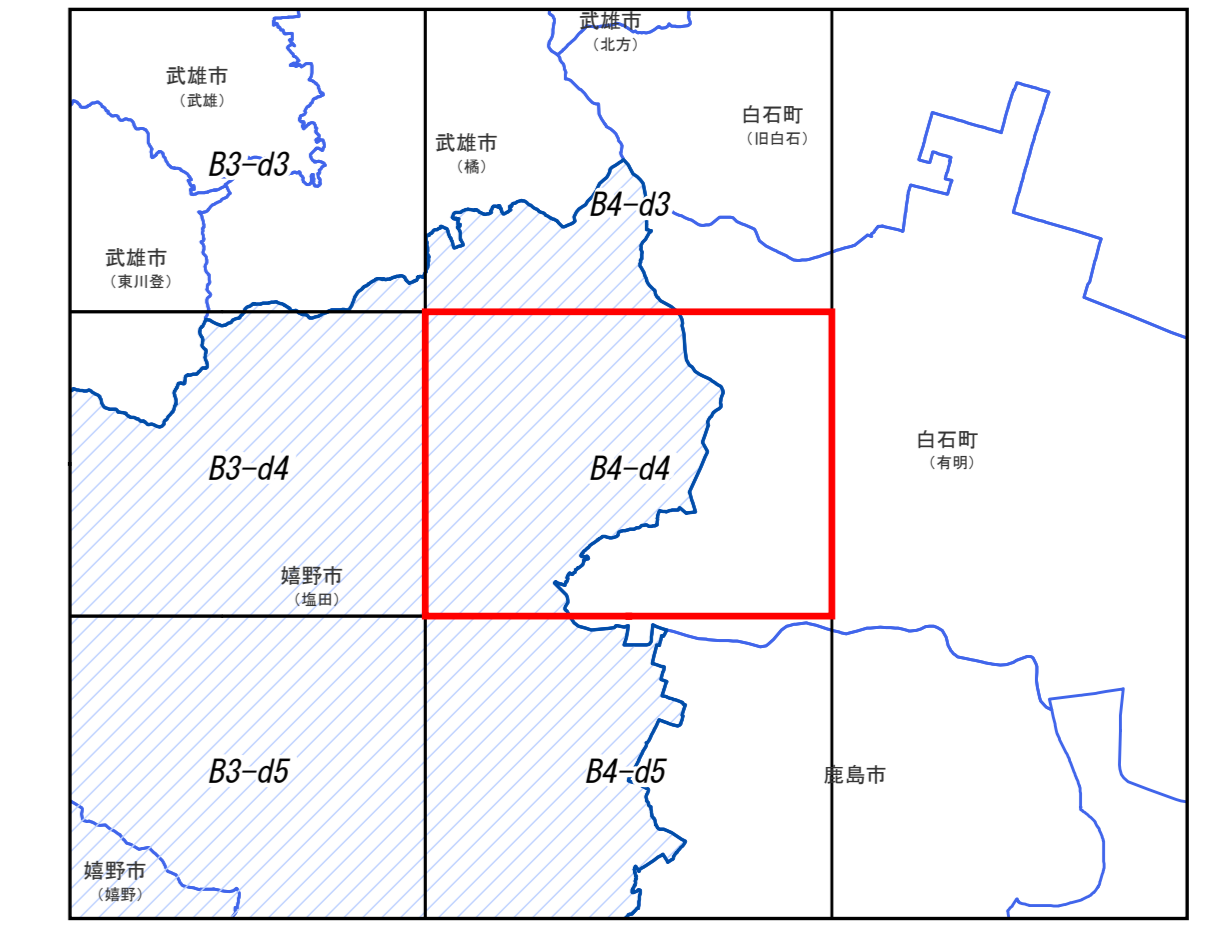 武雄市
（北方）
武雄市
（武雄）
白石町
（旧白石）
武雄市
（橘）
B3-d3
B4-d3
武雄市
（東川登）
白石町
（有明）
B3-d4
B4-d4
嬉野市
（塩田）
B3-d5
B4-d5
鹿島市
嬉野市
（嬉野）